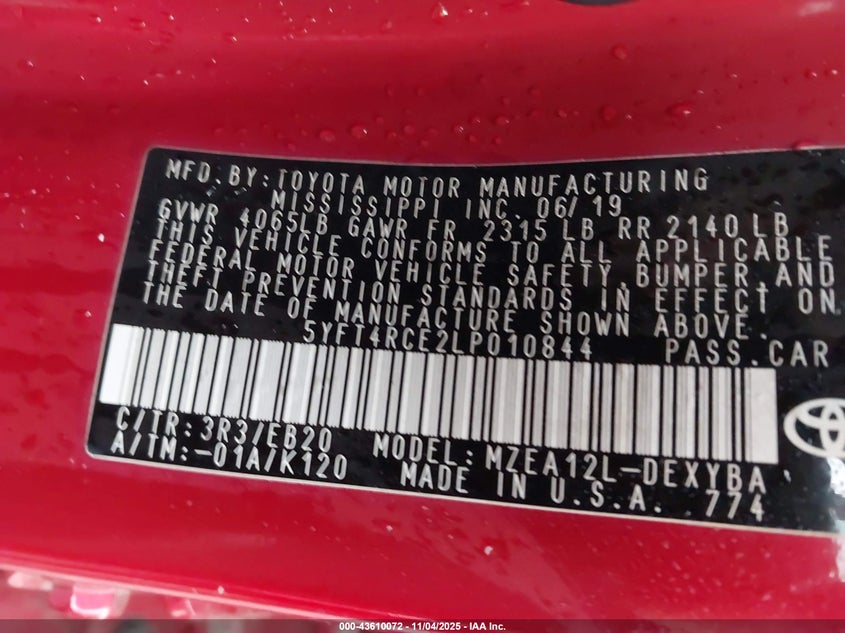 MFD. BY: TOYOTA MOTOR MANUFACTURING
MISSISSIPPI INC. 06/19
GVWR 4065LB GAWR FR 2315 LB RR 2140 LB
THIS VEHICLE CONFORMS TO ALL APPLICABLE
FEDERAL MOTOR VEHICLE SAFETY, BUMPER, AND
THEFT PREVENTION STANDARDS IN EFFECT ON
THE DATE OF MANUFACTURE SHOWN ABOVE.
5YFT4RCE2LP010844 PASS. CAR
C/TR: 3R3/EB20 MODEL: MZEA12L-DEXYBA
A/TM: -01A/K120 MADE IN U.S.A. 774
000-43610072 - 11/04/2025 - IAA Inc.